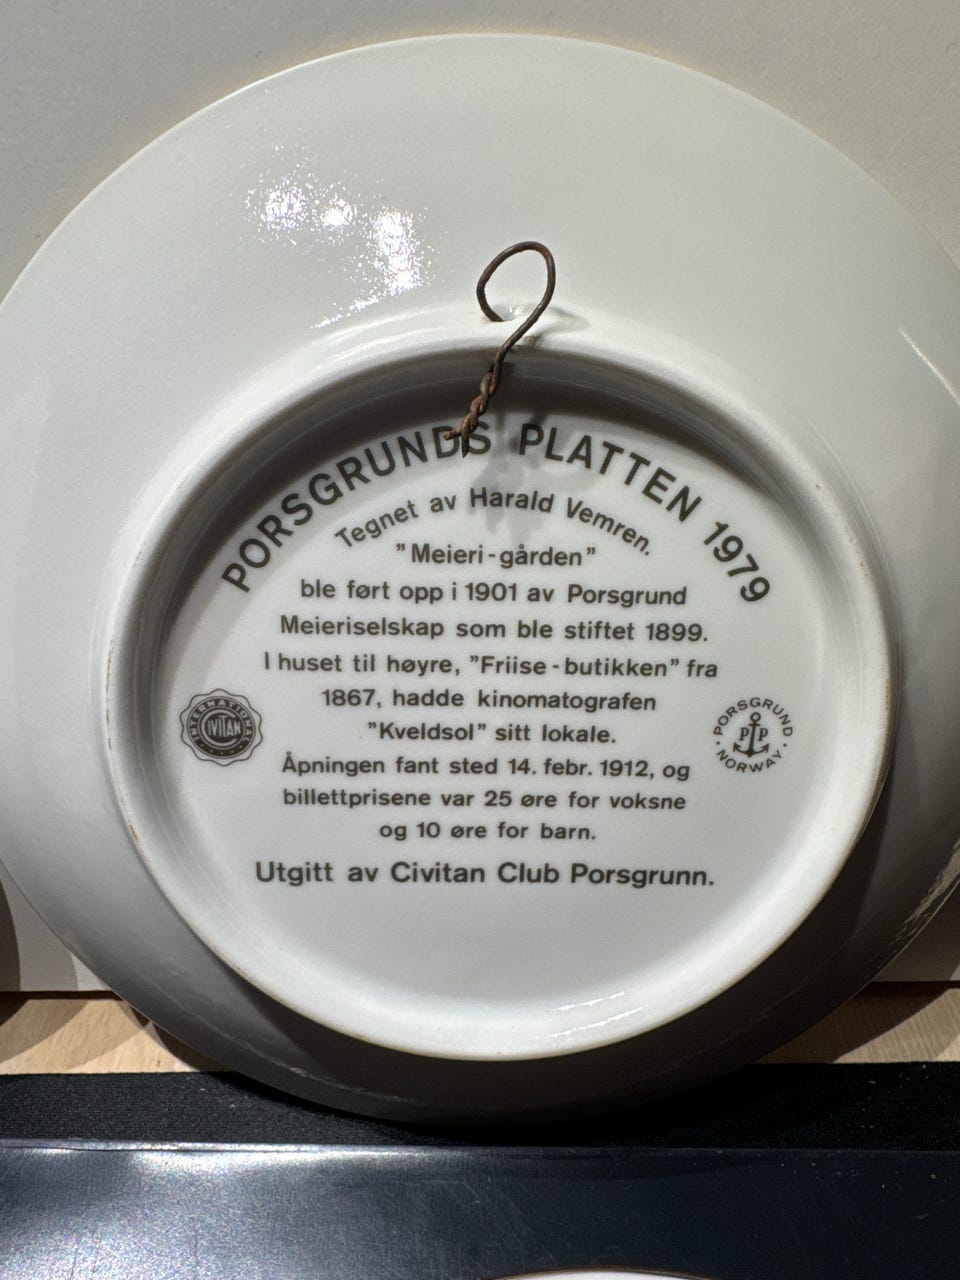 PORSGRUNDS PLATTEN 1979
Tegnet av Harald Vemren.
"Meieri-gården"
ble ført opp i 1901 av Porsgrund
Meieriselskap som ble stiftet 1899.
I huset til høyre, "Friise-butikken" fra
1867, hadde kinomatografen
"Kveldsol" sitt lokale.
Åpningen fant sted 14. febr. 1912, og
billettprisene var 25 øre for voksne
og 10 øre for barn.
Utgitt av Civitan Club Porsgrunn.
INTERNATIONAL
CIVITAN
PORSGRUND
PP
NORWAY